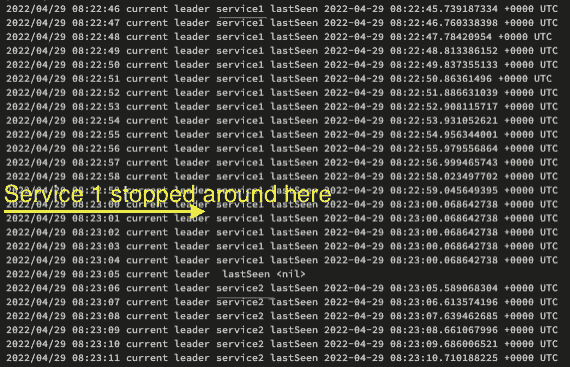 2022/04/29 08:22:46 current leader service1 lastSeen 2022-04-29 08:22:45.739187334 +0000 UTC
2022/04/29 08:22:47 current leader service1 lastSeen 2022-04-29 08:22:46.760338398 +0000 UTC
2022/04/29 08:22:48 current leader service1 lastSeen 2022-04-29 08:22:47.78420954 +0000 UTC
2022/04/29 08:22:49 current leader service1 lastSeen 2022-04-29 08:22:48.813386152 +0000 UTC
2022/04/29 08:22:50 current leader service1 lastSeen 2022-04-29 08:22:49.837355334 +0000 UTC
2022/04/29 08:22:51 current leader service1 lastSeen 2022-04-29 08:22:50.86361496 +0000 UTC
2022/04/29 08:22:52 current leader service1 lastSeen 2022-04-29 08:22:51.886631039 +0000 UTC
2022/04/29 08:22:53 current leader service1 lastSeen 2022-04-29 08:22:52.908115717 +0000 UTC
2022/04/29 08:22:54 current leader service1 lastSeen 2022-04-29 08:22:53.931052621 +0000 UTC
2022/04/29 08:22:55 current leader service1 lastSeen 2022-04-29 08:22:54.956344001 +0000 UTC
2022/04/29 08:22:56 current leader service1 lastSeen 2022-04-29 08:22:55.979556864 +0000 UTC
2022/04/29 08:22:57 current leader service1 lastSeen 2022-04-29 08:22:56.999465743 +0000 UTC
2022/04/29 08:22:58 current leader service1 lastSeen 2022-04-29 08:22:58.023497702 +0000 UTC
Service 1 stopped around here
2022-04-29 +0000 UTC
2022/04/29 08:23:00 current leader service1 lastSeen 2022-04-29 08:23:00.068642738 +0000 UTC
2022/04/29 08:23:01 current leader service1 lastSeen 2022-04-29 08:23:00.068642738 +0000 UTC
2022/04/29 08:23:02 current leader service1 lastSeen 2022-04-29 08:23:00.068642738 +0000 UTC
2022/04/29 08:23:03 current leader service1 lastSeen 2022-04-29 08:23:00.068642738 +0000 UTC
2022/04/29 08:23:04 current leader service1 lastSeen 2022-04-29 08:23:00.068642738 +0000 UTC
2022/04/29 08:23:05 current leader  lastSeen <nil>
2022/04/29 08:23:06 current leader service2 lastSeen 2022-04-29 08:23:05.589068304 +0000 UTC
2022/04/29 08:23:07 current leader service2 lastSeen 2022-04-29 08:23:06.613574196 +0000 UTC
2022/04/29 08:23:08 current leader service2 lastSeen 2022-04-29 08:23:07.639462685 +0000 UTC
2022/04/29 08:23:09 current leader service2 lastSeen 2022-04-29 08:23:08.661067996 +0000 UTC
2022/04/29 08:23:10 current leader service2 lastSeen 2022-04-29 08:23:09.686006521 +0000 UTC
2022/04/29 08:23:11 current leader service2 lastSeen 2022-04-29 08:23:10.710188225 +0000 UTC